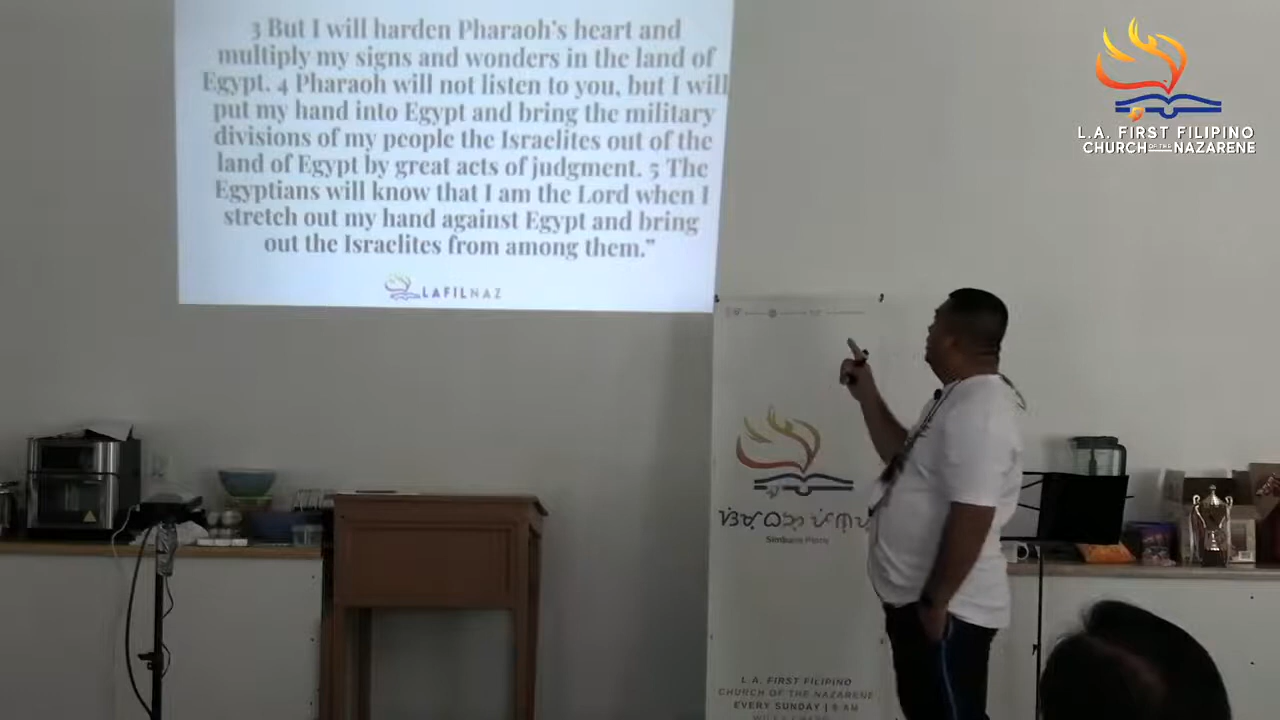 3 But I will harden Pharaoh's heart and
multiply my signs and wonders in the land of
Egypt. 4 Pharaoh will not listen to you, but I will
put my hand into Egypt and bring the military
divisions of my people the Israelites out of the
land of Egypt by great acts of judgment. 5 The
Egyptians will know that I am the Lord when I
stretch out my hand against Egypt and bring
out the Israelites from among them.”
LAFILNAZ
L.A. FIRST FILIPINO
CHURCH OF THE NAZARENE
L.A. FIRST FILIPINO
CHURCH OF THE NAZARENE
EVERY SUNDAY | 9 AM